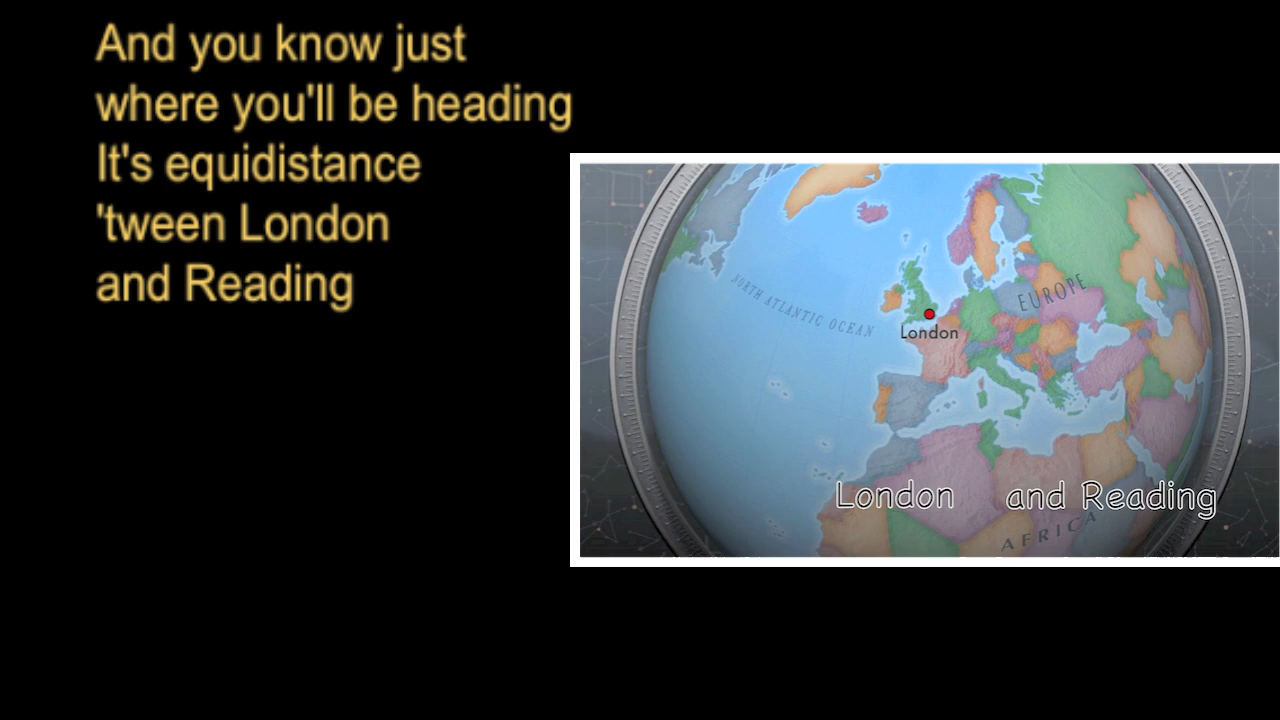 And you know just
where you'll be heading
It's equidistance
'tween London
and Reading
NORTH ATLANTIC OCEAN
EUROPE
London
London and Reading
AFRICA